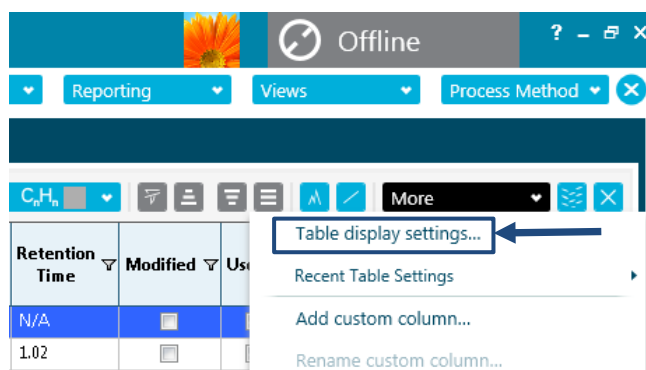 Offline ? – X
Reporting Views Process Method
CnHn More
Table display settings...
Retention Time Modified
Recent Table Settings
N/A Add custom column...
1.02 Rename custom column...